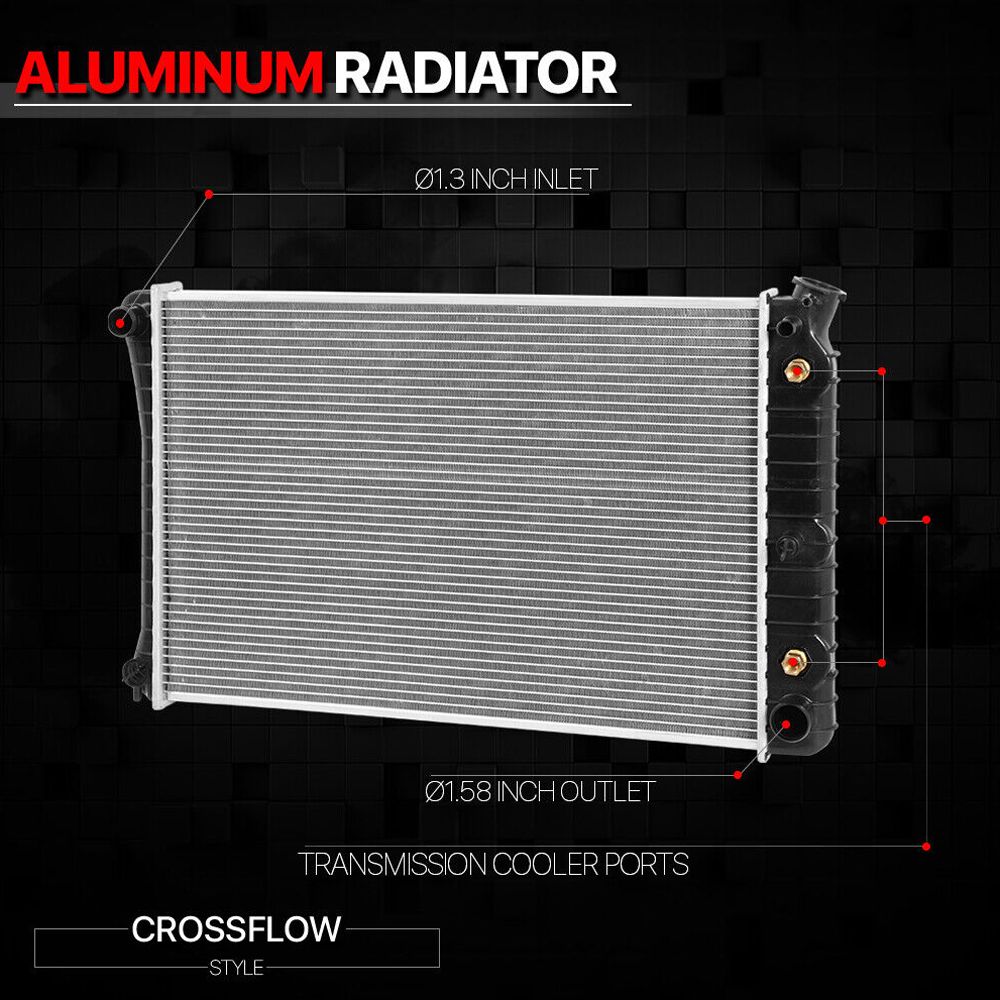 ALUMINUM RADIATOR
Ø1.3 INCH INLET
Ø1.58 INCH OUTLET
TRANSMISSION COOLER PORTS
CROSSFLOW
STYLE